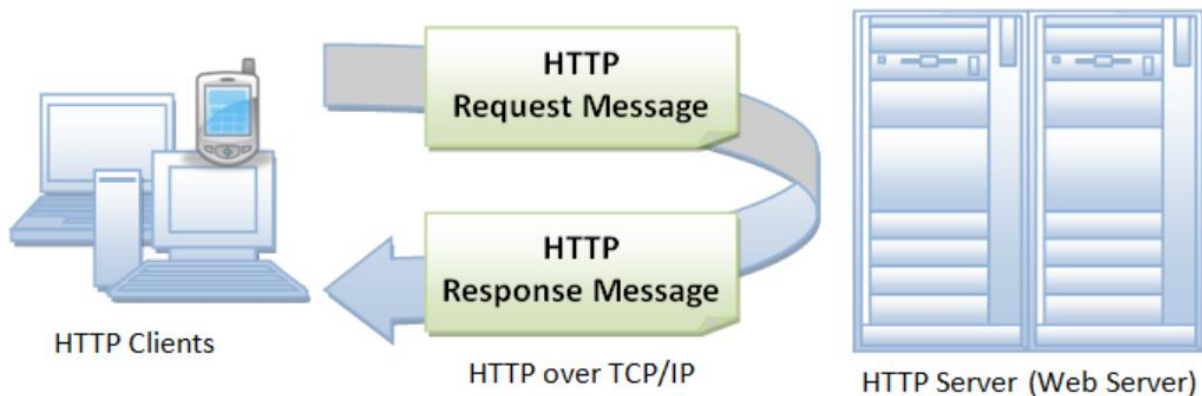 HTTP
Request Message
HTTP
Response Message
HTTP Clients
HTTP over TCP/IP
HTTP Server (Web Server)